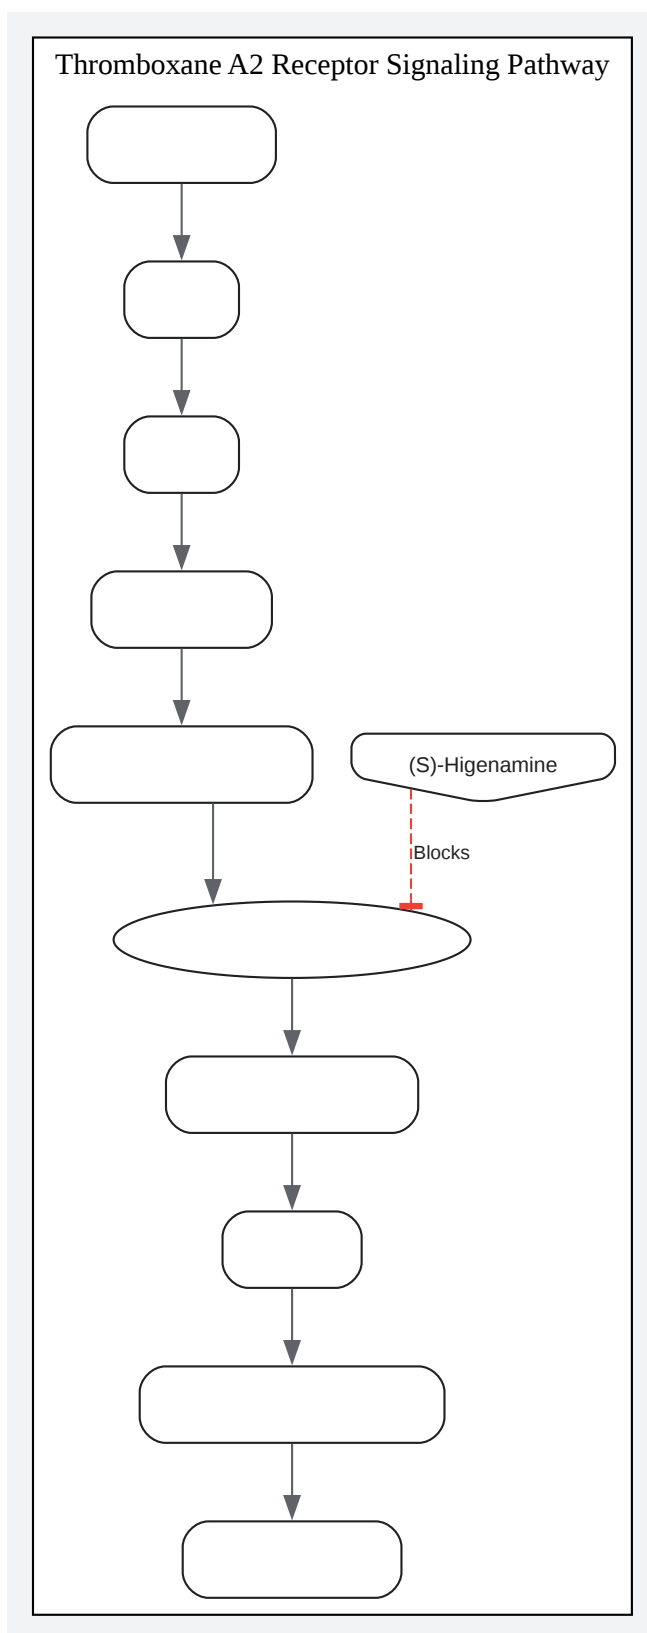 Thromboxane A2 Receptor Signaling Pathway
(S)-Higenamine
Blocks